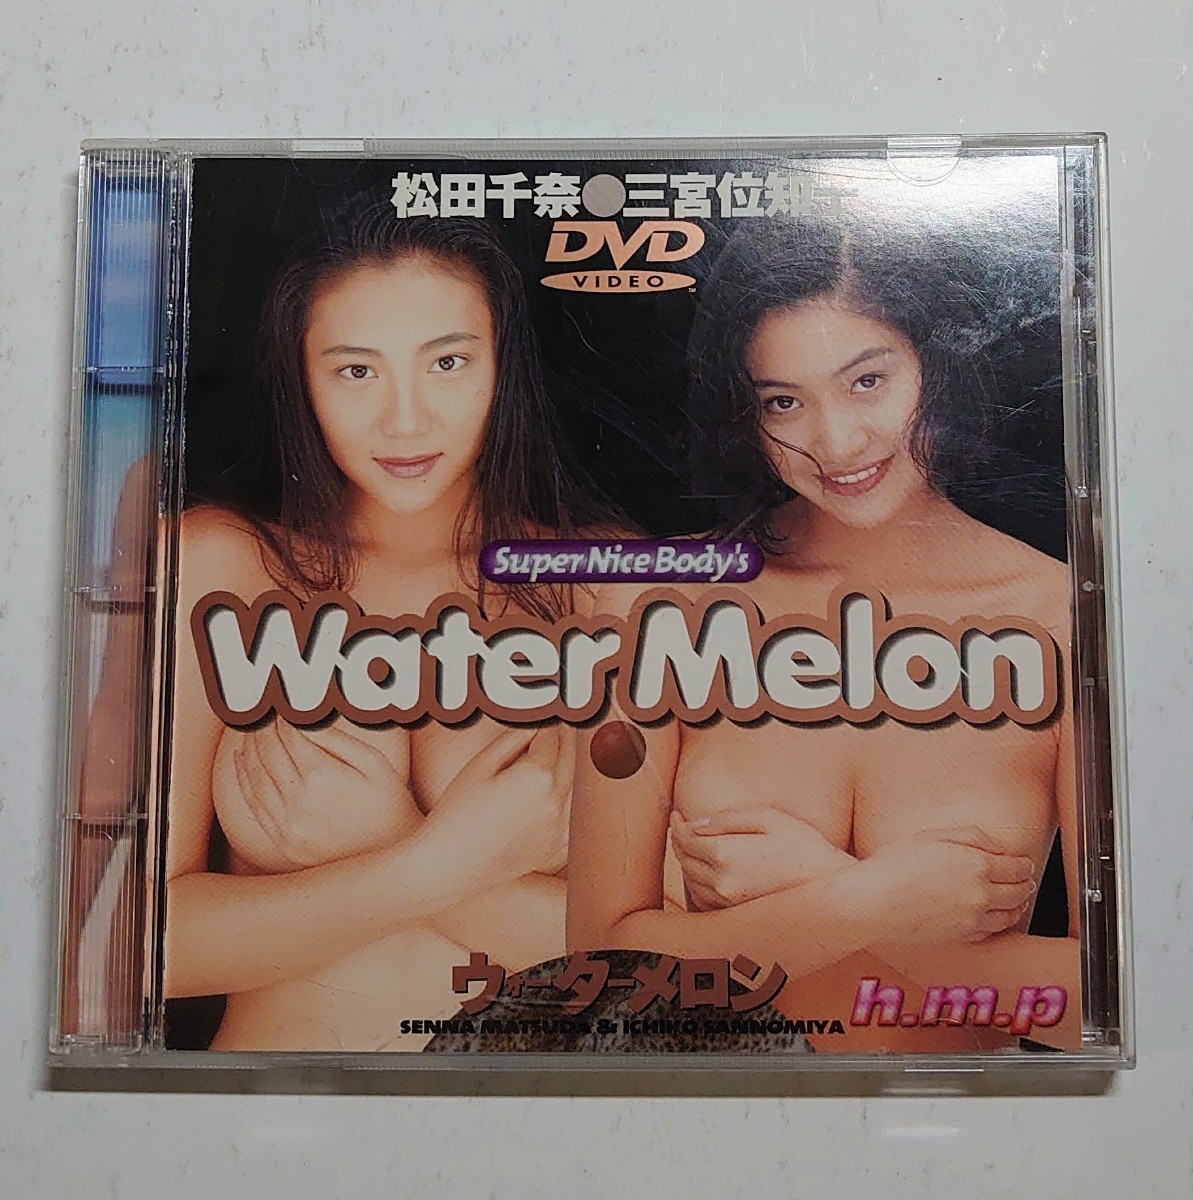 松田千奈●三宮位知子
DVD
VIDEO
TM
Super Nice Body's
Water Melon
ウォーターメロン
SENNA MATSUDA & ICHIKO SANNOMIYA
h.m.p